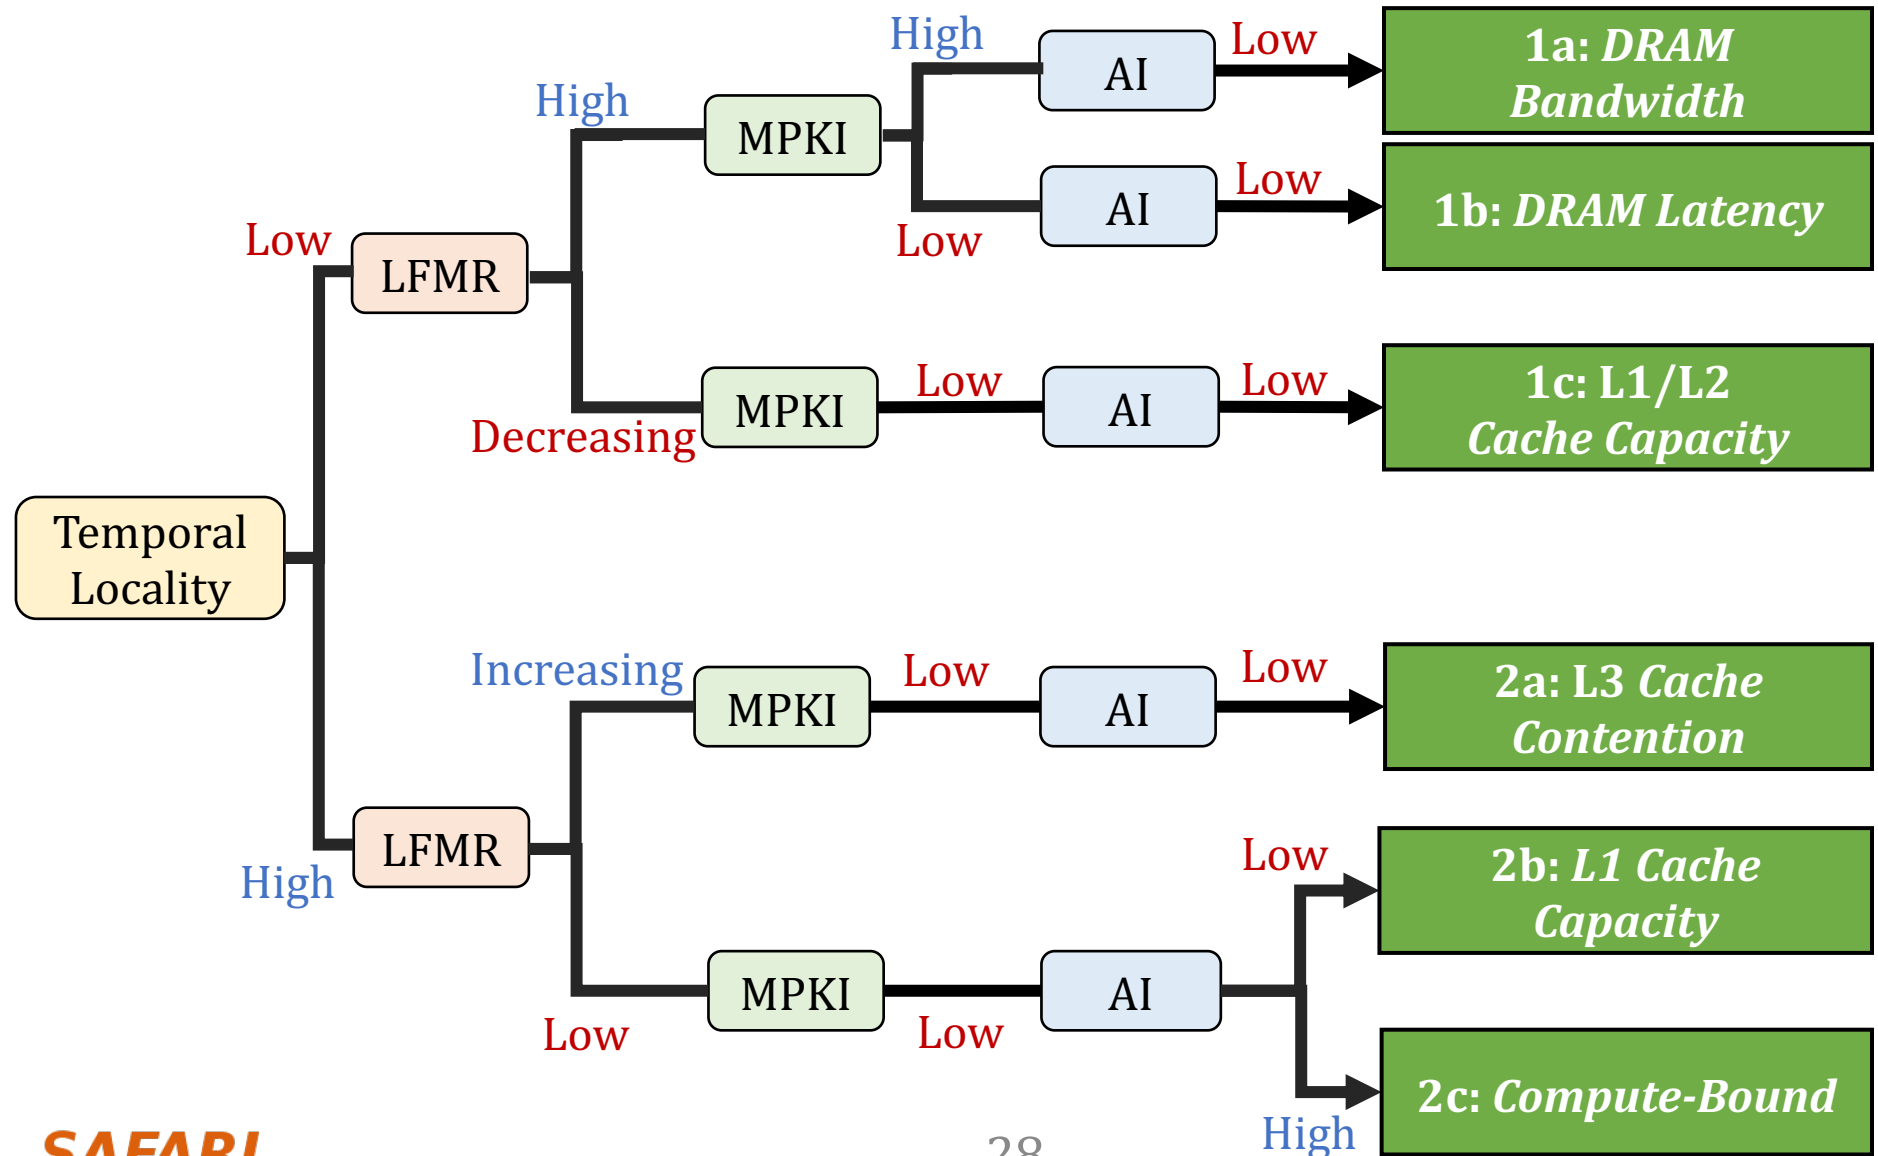 High
AI
Low
1a: DRAM
Bandwidth
High
MPKI
Low
AI
Low
1b: DRAM Latency
Low
LFMR
Decreasing
MPKI
Low
AI
Low
1c: L1/L2
Cache Capacity
Temporal
Locality
High
LFMR
Increasing
MPKI
Low
AI
Low
2a: L3 Cache
Contention
Low
MPKI
Low
AI
Low
2b: L1 Cache
Capacity
High
2c: Compute-Bound
SAFARI
28